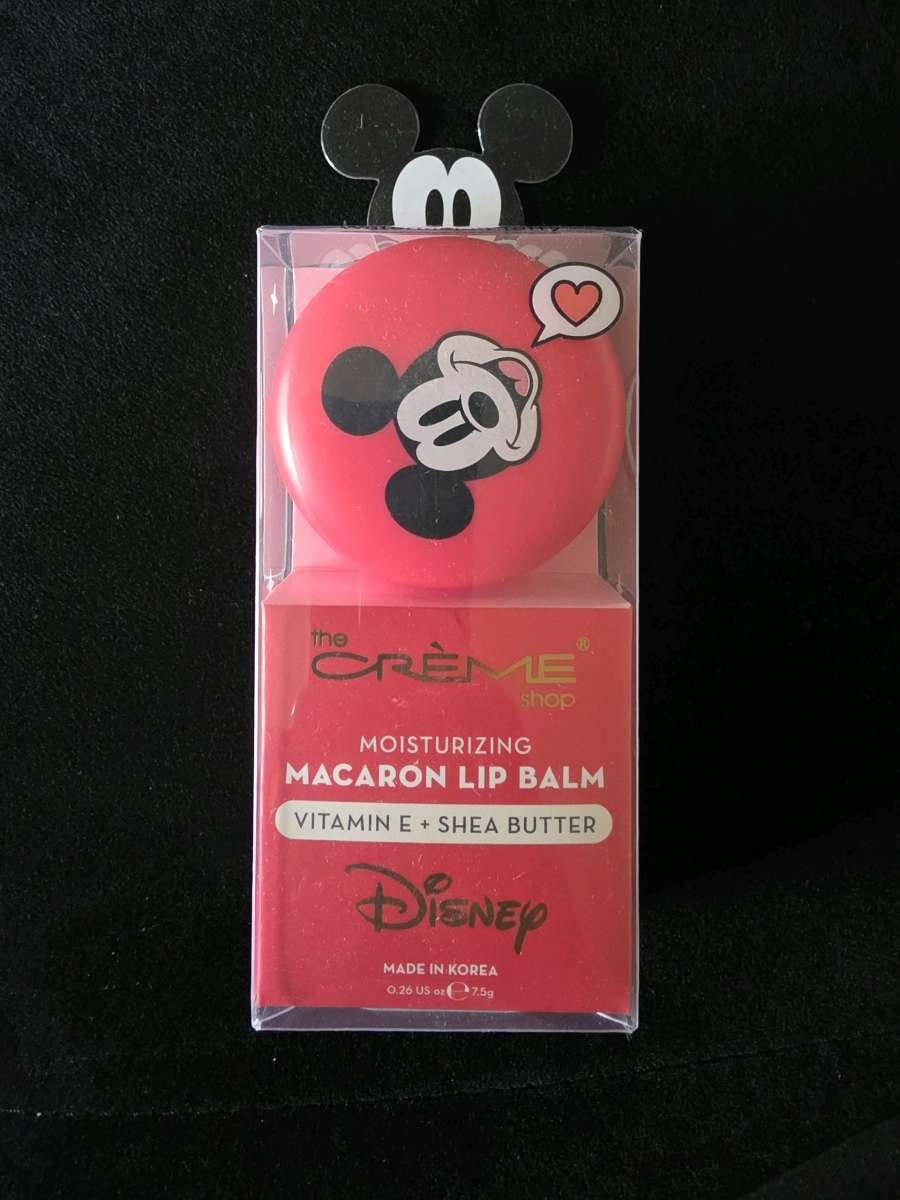 the
CRÈME®
shop
MOISTURIZING
MACARON LIP BALM
VITAMIN E + SHEA BUTTER
Disney
MADE IN KOREA
0.26 US oz ℮ 7.5g